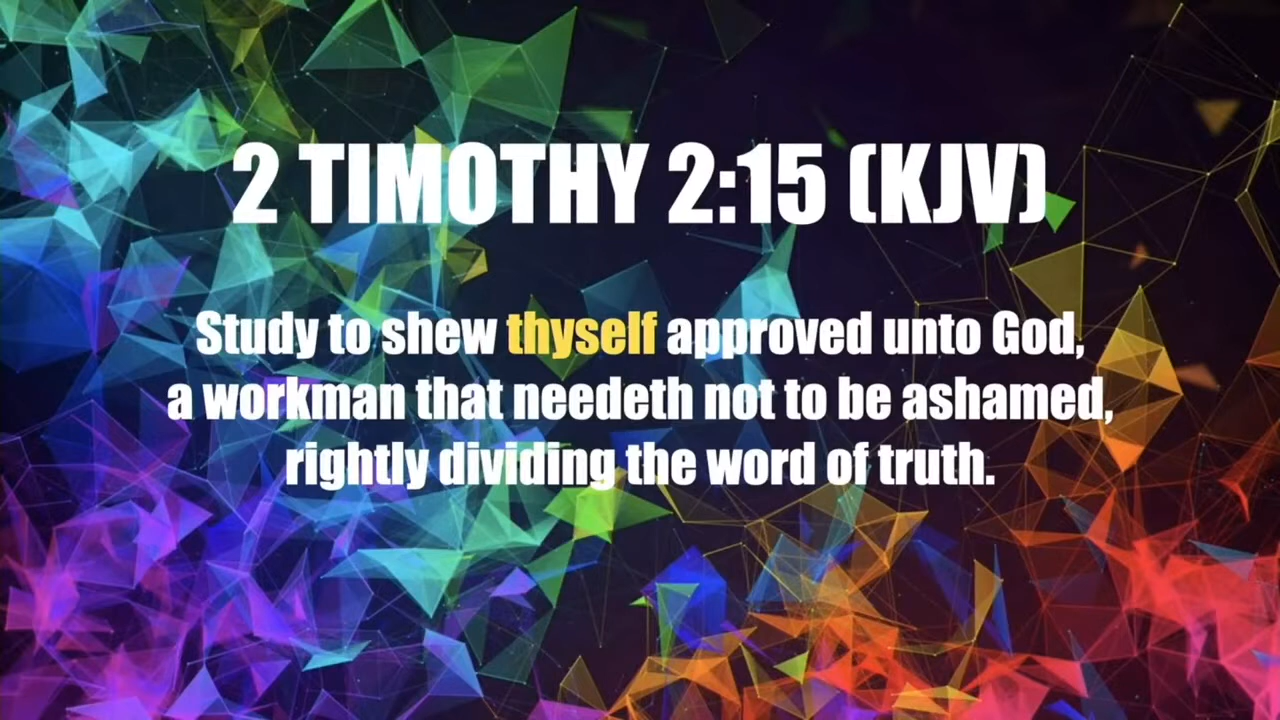 2 TIMOTHY 2:15 (KJV)
Study to shew thyself approved unto God,
a workman that needeth not to be ashamed,
rightly dividing the word of truth.